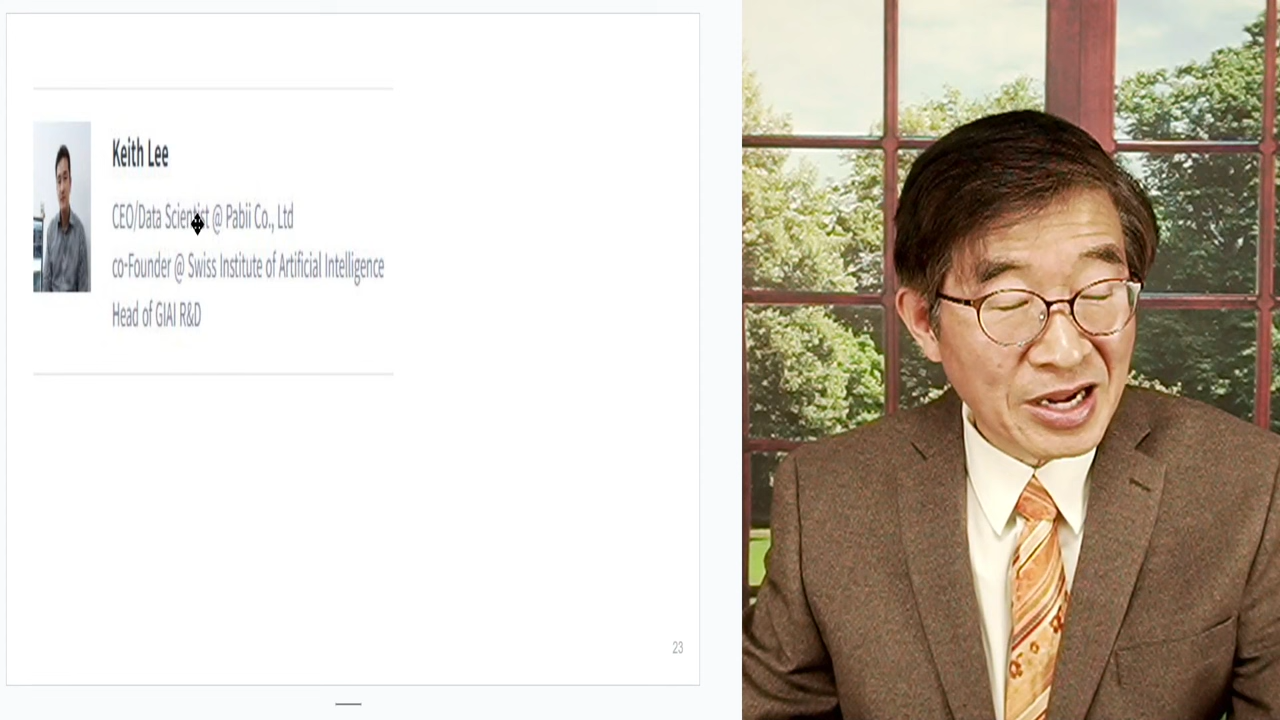 Keith Lee
CEO/Data Scientist @ Pabii Co., Ltd
co-Founder @ Swiss Institute of Artificial Intelligence
Head of GIAI R&D
23